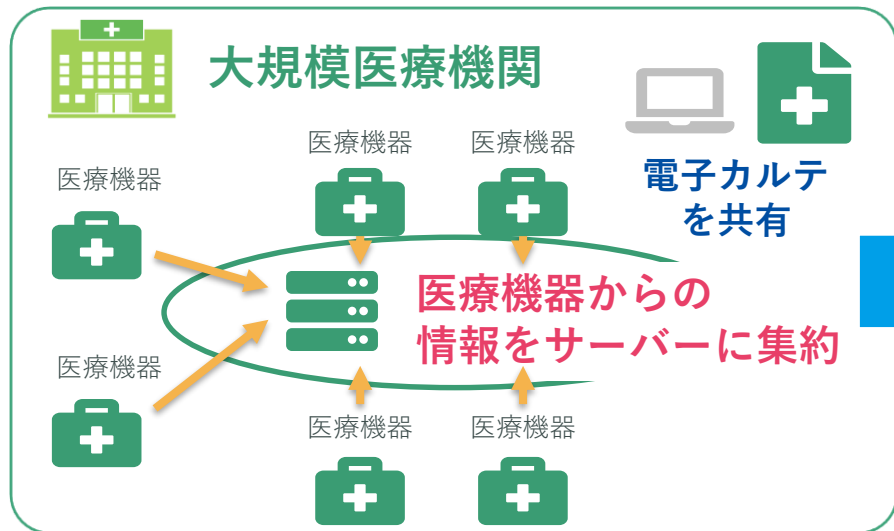 大規模医療機関
医療機器
医療機器
医療機器
電子カルテ
を共有
医療機器からの
情報をサーバーに集約
医療機器
医療機器
医療機器